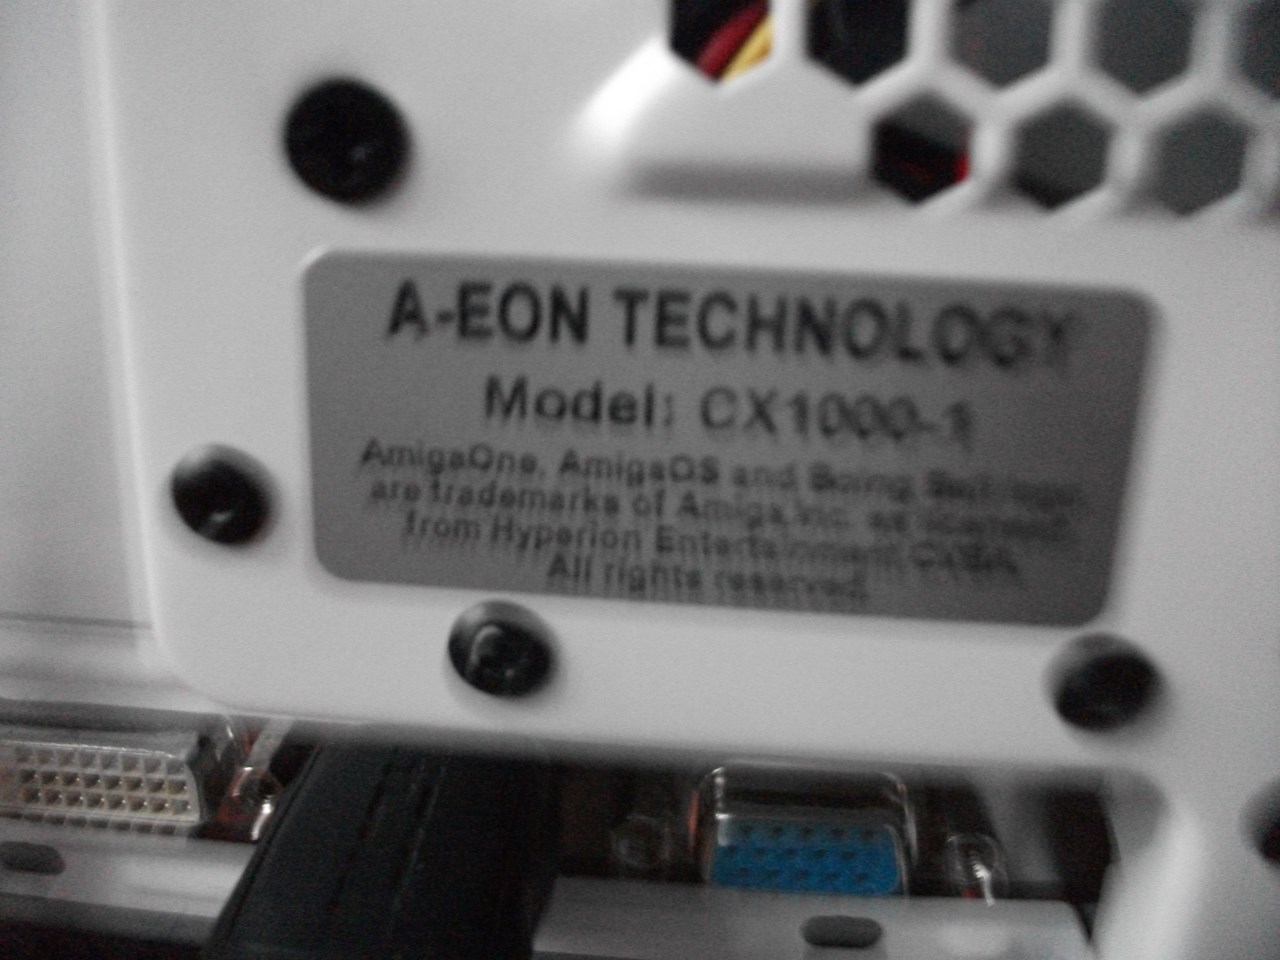 A-EON TECHNOLOGY
Model: CX1000-1
AmigaOne, AmigaOS and Boing Ball logo
are trademarks of Amiga Inc. as licensed
from Hyperion Entertainment CVBA
All rights reserved.